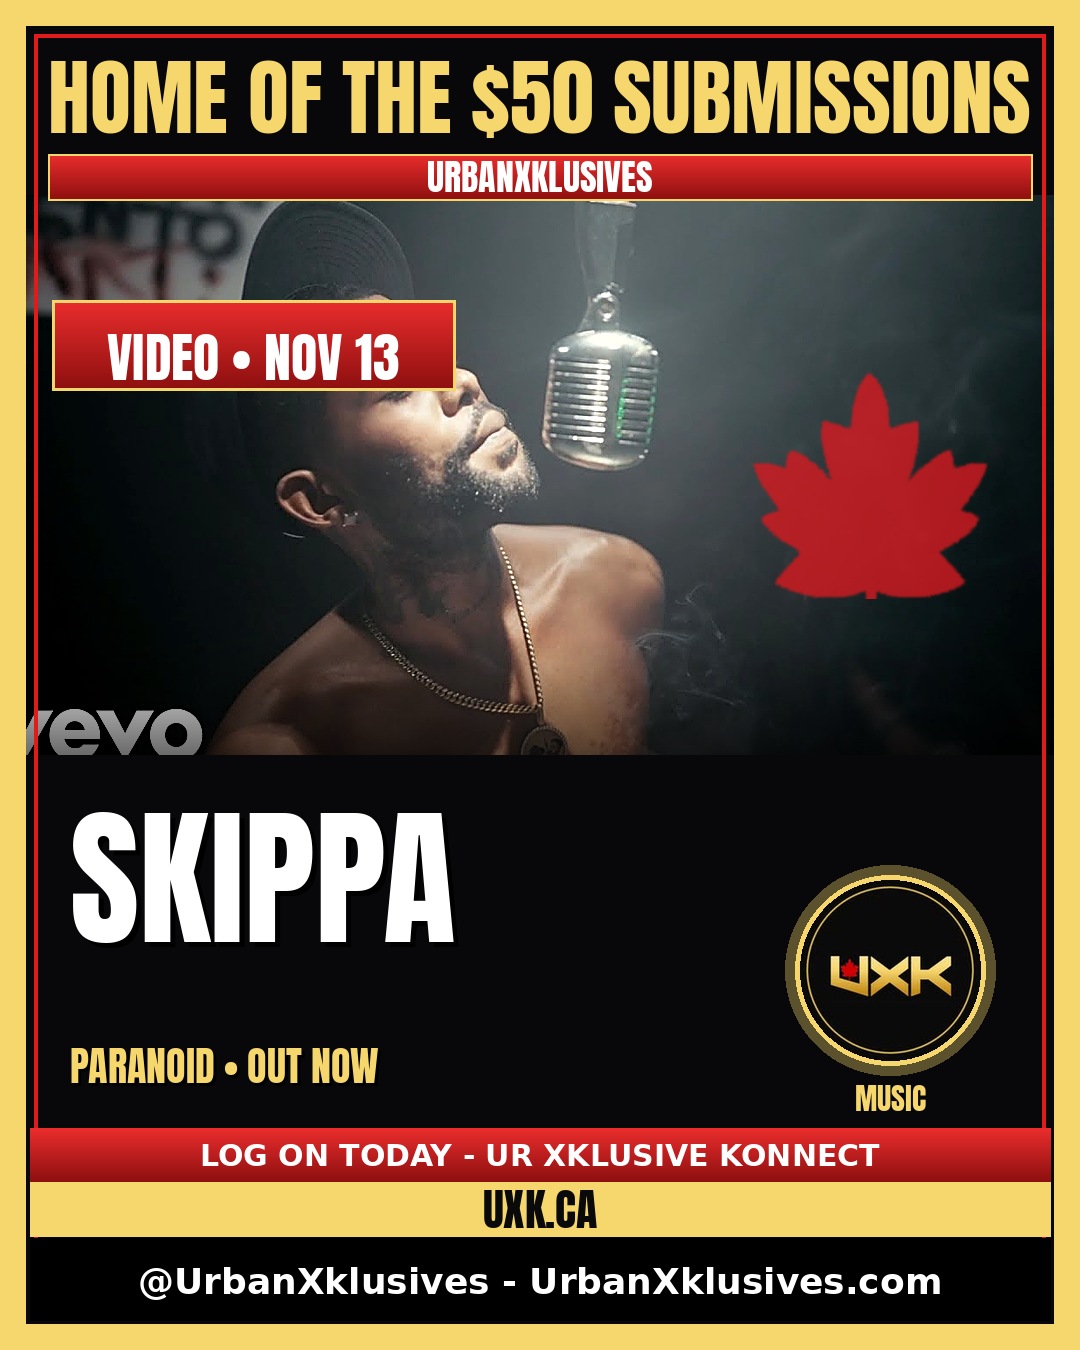 HOME OF THE $50 SUBMISSIONS
URBANXKLUSIVES
VIDEO • NOV 13
vevo
SKIPPA
UXK
PARANOID • OUT NOW
MUSIC
LOG ON TODAY - UR XKLUSIVE KONNECT
UXK.CA
@UrbanXklusives - UrbanXklusives.com